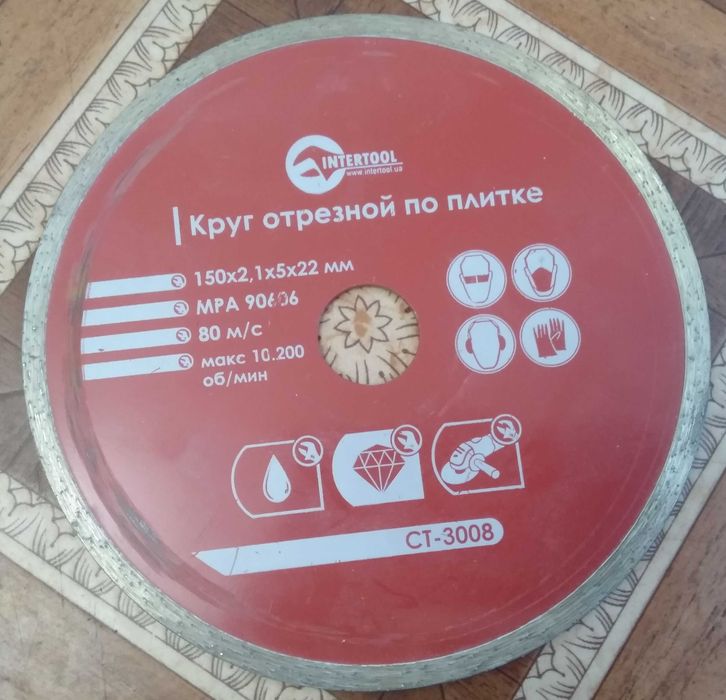 INTERTOOL
www.intertool.ua
Круг отрезной по плитке
150x2,1x5x22 мм
MPA 90606
80 м/с
макс 10.200
об/мин
CT-3008